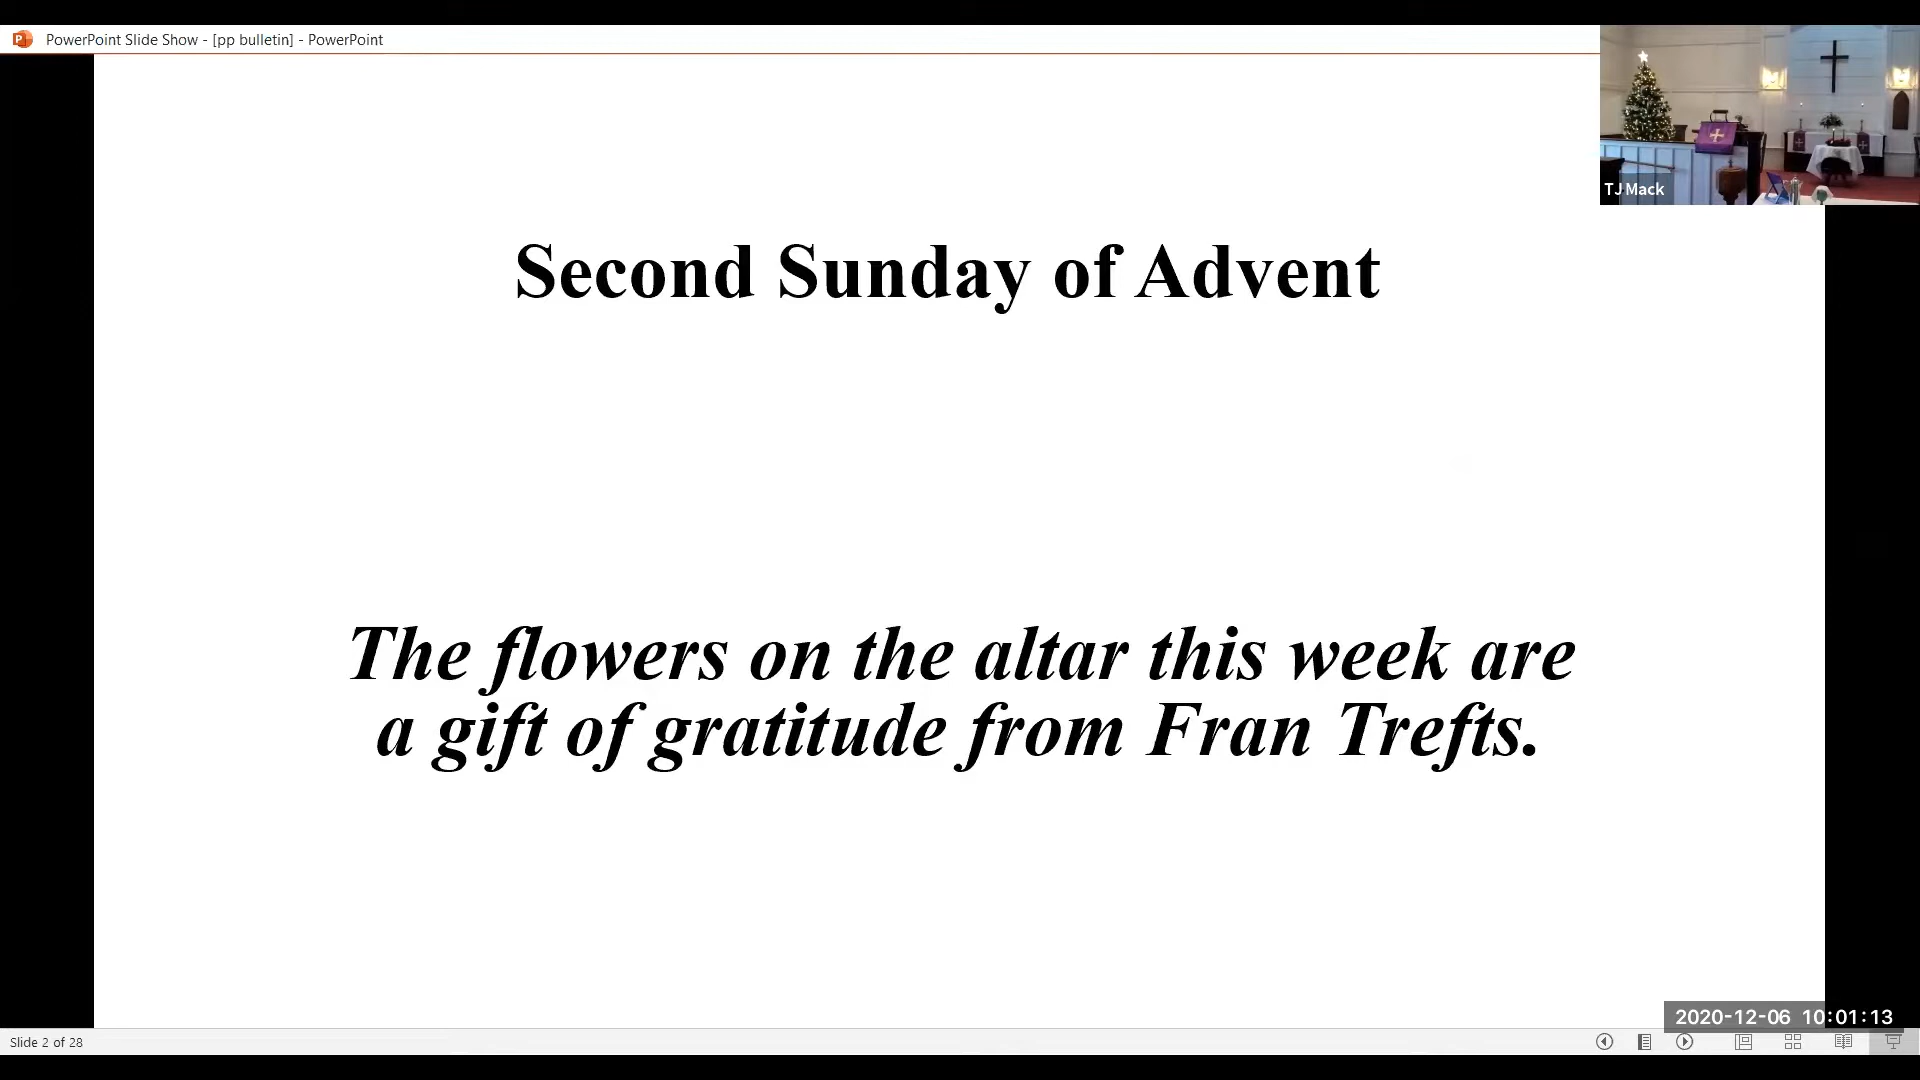 PowerPoint Slide Show - [pp bulletin] - PowerPoint
TJ Mack
Second Sunday of Advent
The flowers on the altar this week are
a gift of gratitude from Fran Trefts.
2020-12-06 10:01:13
Slide 2 of 28